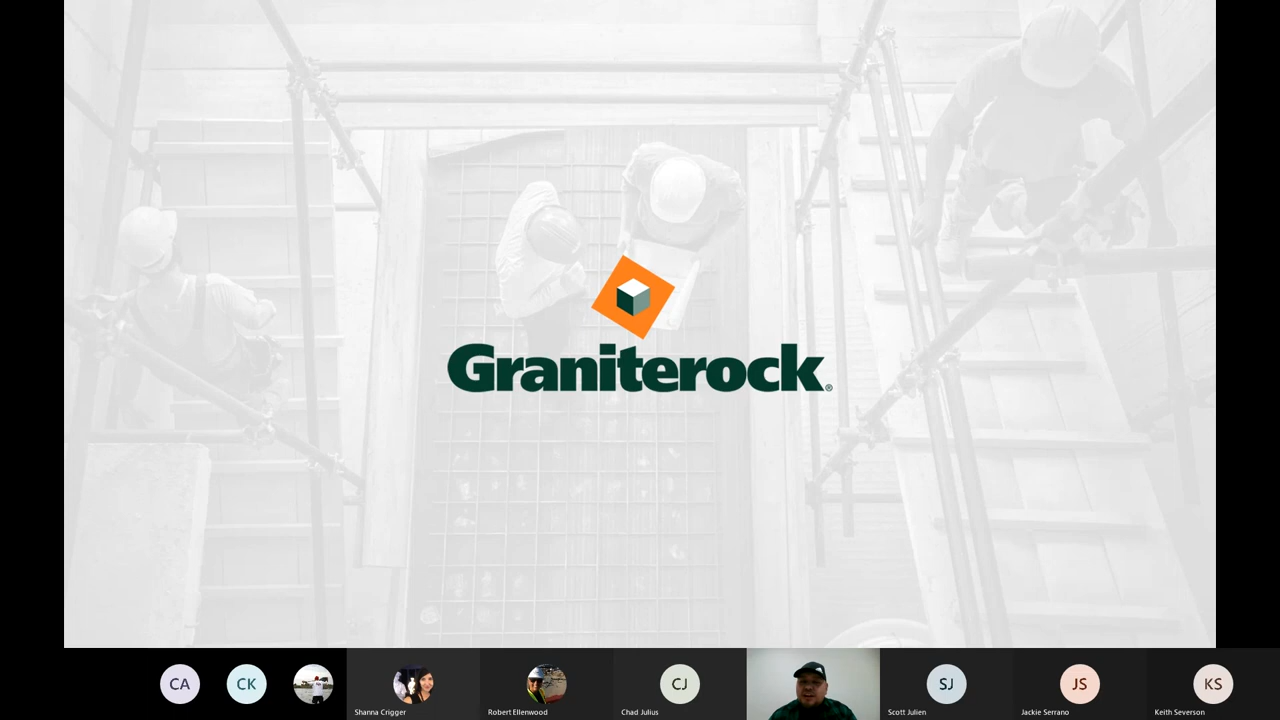 Graniterock®
CA
CK
CJ
SJ
JS
KS
Shanna Crigger
Robert Ellenwood
Chad Julius
Scott Julien
Jackie Serrano
Keith Severson